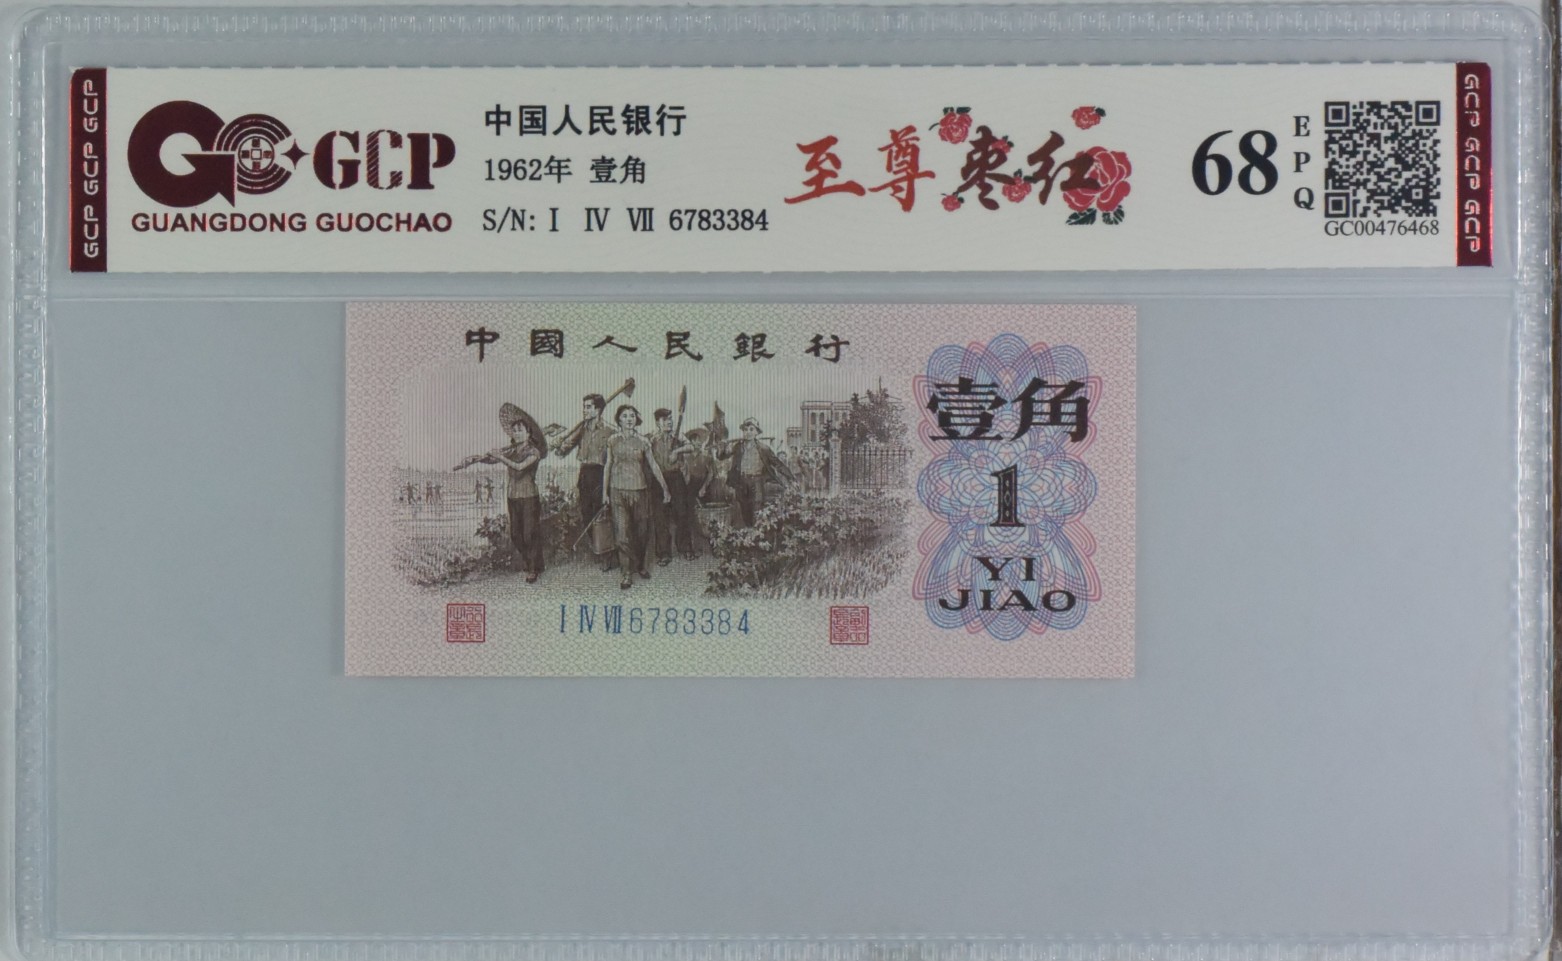 GCP GCP GCP
GCP
GUANGDONG GUOCHAO
中国人民银行
1962年 壹角
S/N: I IV VII 6783384
至尊枣红
68
EPQ
GC00476468
GCP GCP GCP
中國人民銀行
壹角
1
YI
JIAO
I IV VII 6783384